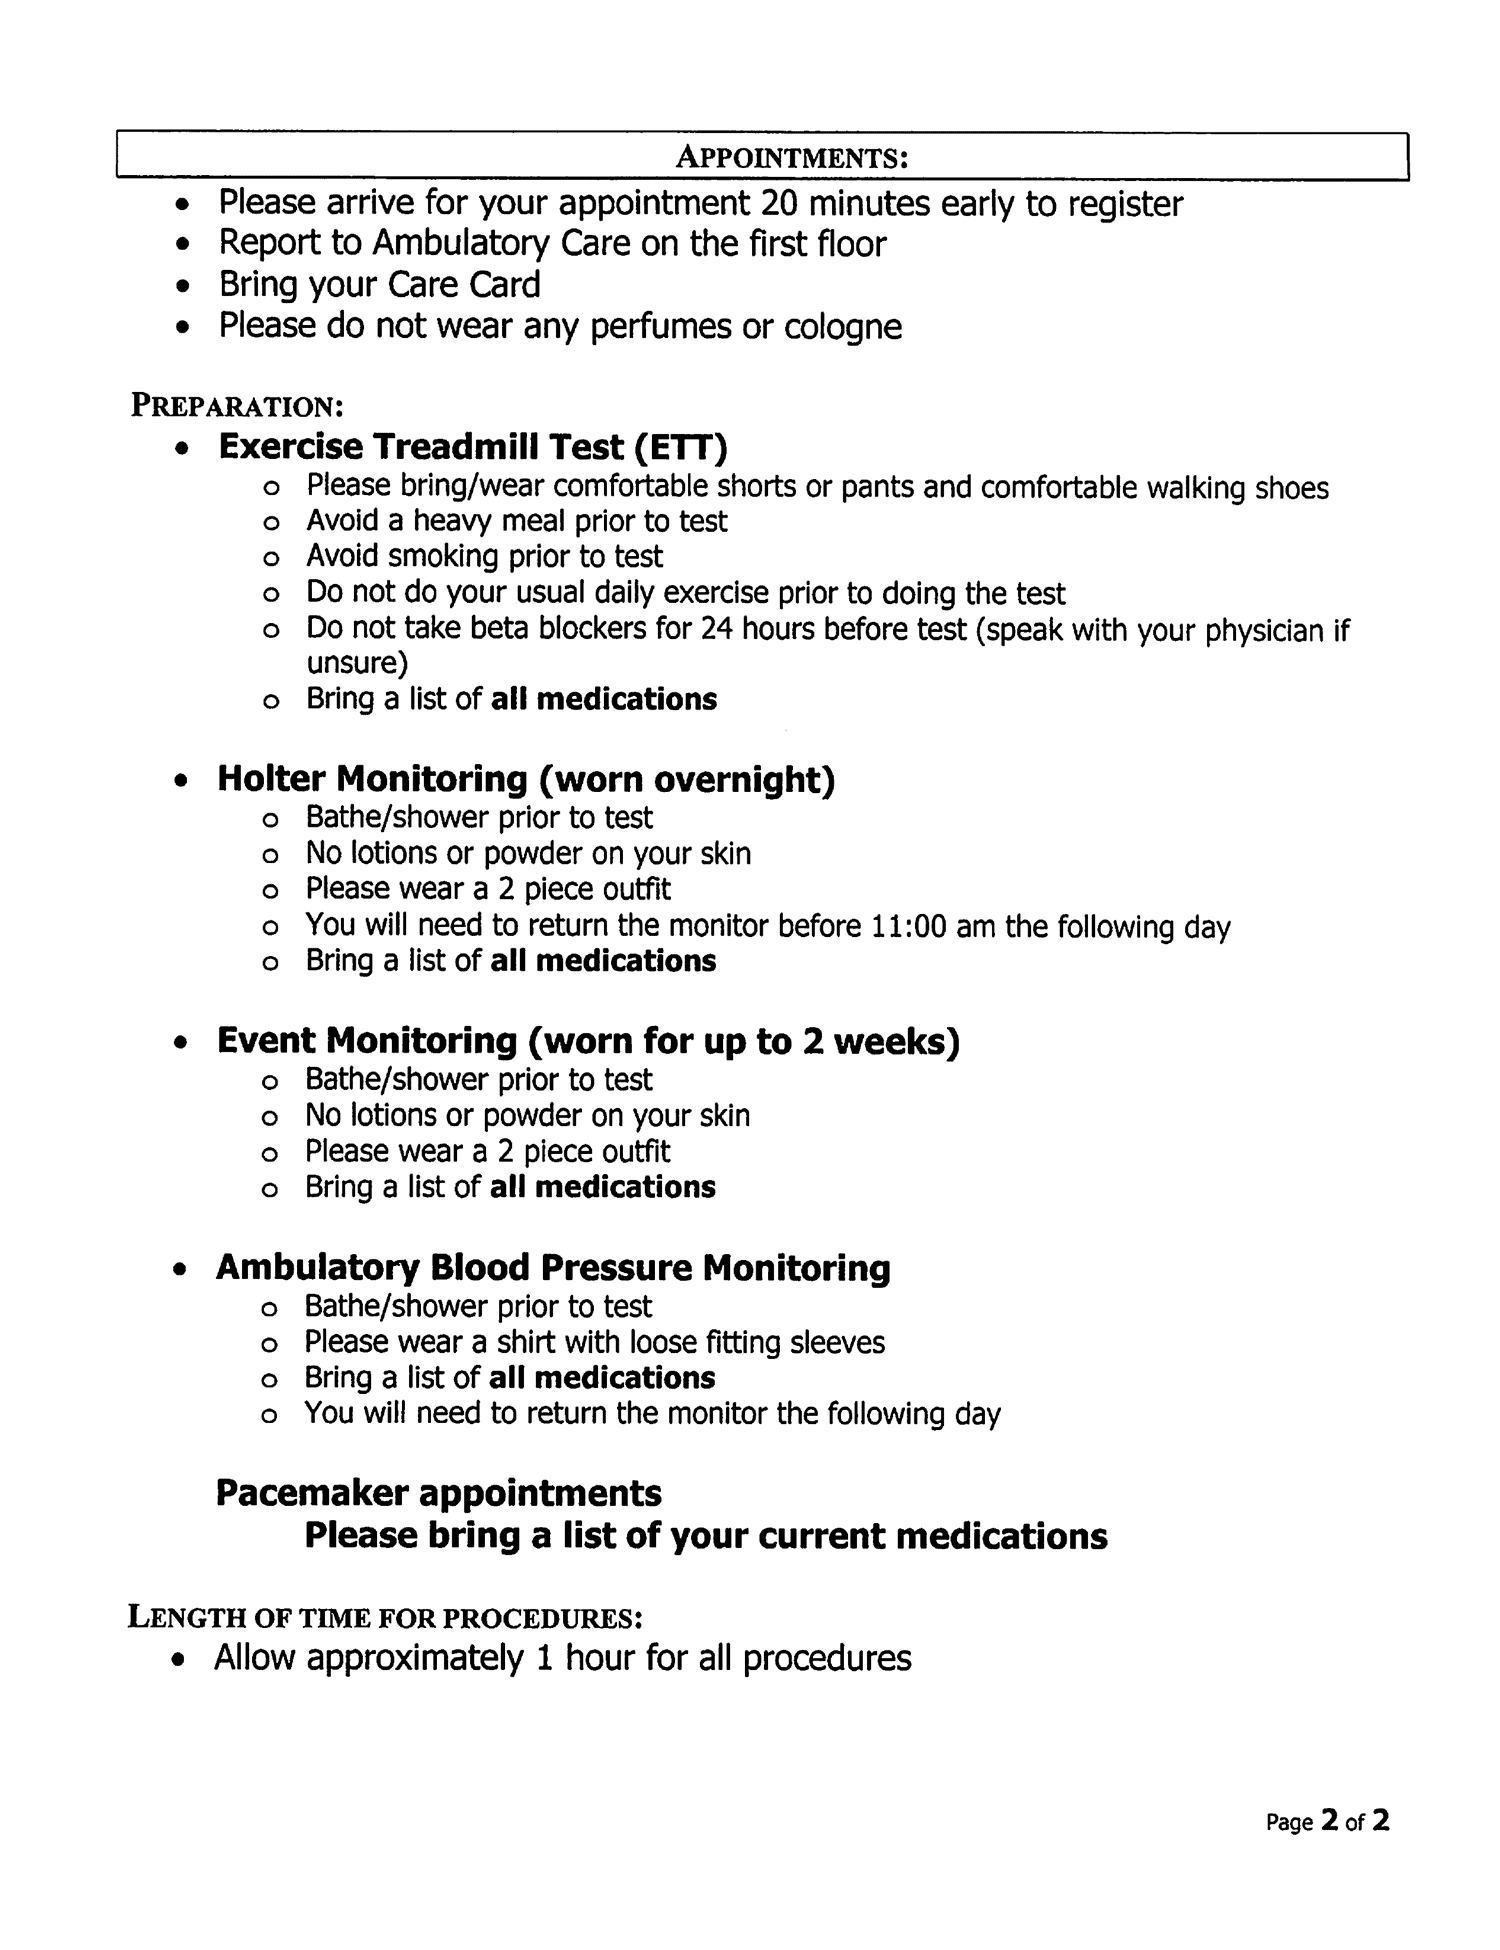 APPOINTMENTS:
• Please arrive for your appointment 20 minutes early to register
• Report to Ambulatory Care on the first floor
• Bring your Care Card
• Please do not wear any perfumes or cologne
PREPARATION:
• Exercise Treadmill Test (ETT)
o Please bring/wear comfortable shorts or pants and comfortable walking shoes
o Avoid a heavy meal prior to test
o Avoid smoking prior to test
o Do not do your usual daily exercise prior to doing the test
o Do not take beta blockers for 24 hours before test (speak with your physician if
unsure)
o Bring a list of all medications
• Holter Monitoring (worn overnight)
o Bathe/shower prior to test
o No lotions or powder on your skin
o Please wear a 2 piece outfit
o You will need to return the monitor before 11:00 am the following day
o Bring a list of all medications
• Event Monitoring (worn for up to 2 weeks)
o Bathe/shower prior to test
o No lotions or powder on your skin
o Please wear a 2 piece outfit
o Bring a list of all medications
• Ambulatory Blood Pressure Monitoring
o Bathe/shower prior to test
o Please wear a shirt with loose fitting sleeves
o Bring a list of all medications
o You will need to return the monitor the following day
Pacemaker appointments
Please bring a list of your current medications
LENGTH OF TIME FOR PROCEDURES:
• Allow approximately 1 hour for all procedures
Page 2 of 2